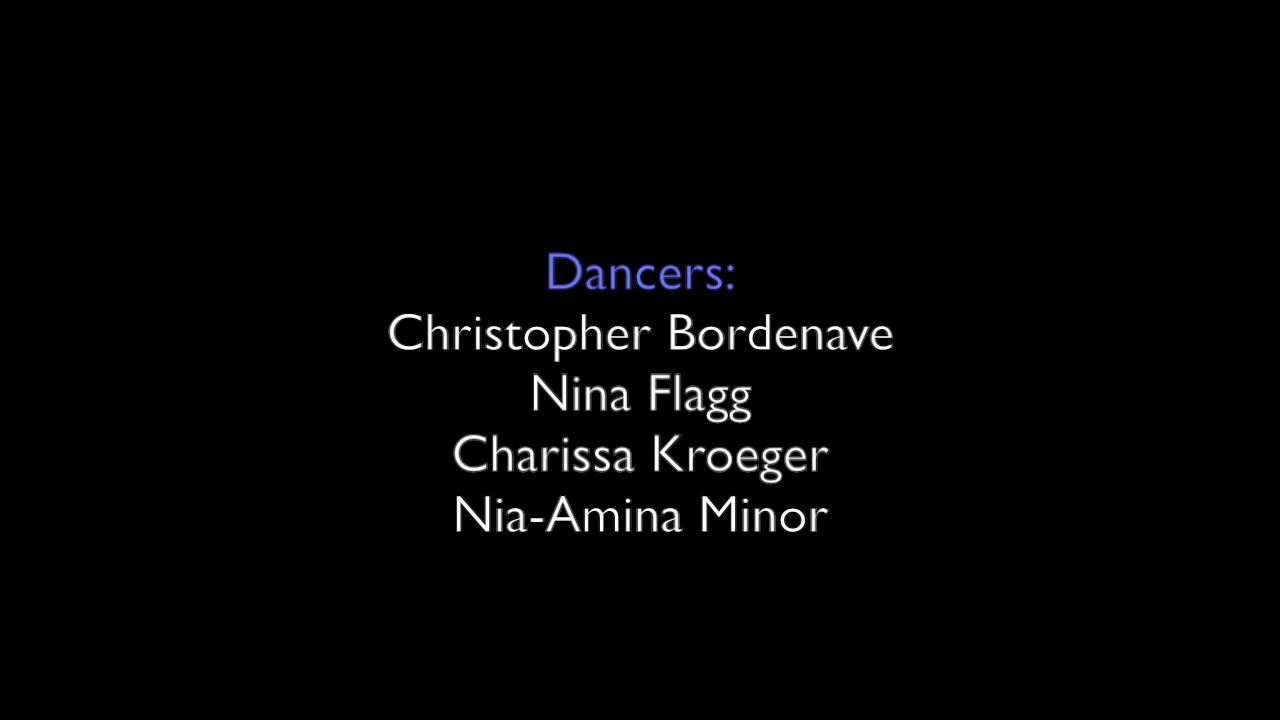 Dancers:
Christopher Bordenave
Nina Flagg
Charissa Kroeger
Nia-Amina Minor